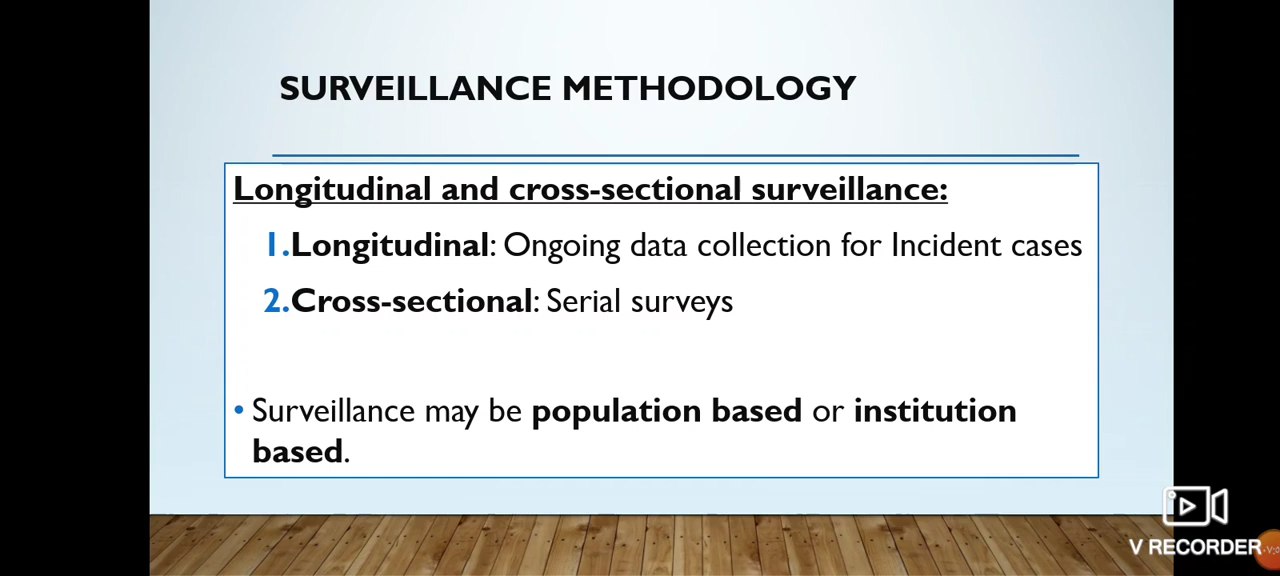 SURVEILLANCE METHODOLOGY
Longitudinal and cross-sectional surveillance:
1.Longitudinal: Ongoing data collection for Incident cases
2.Cross-sectional: Serial surveys
• Surveillance may be population based or institution
based.
V RECORDER